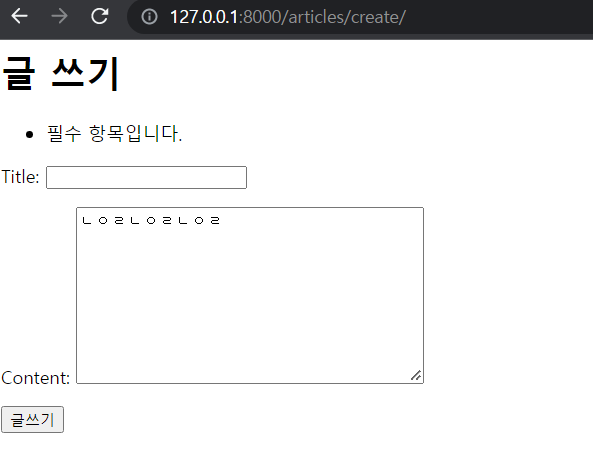 127.0.0.1:8000/articles/create/
글 쓰기
필수 항목입니다.
Title:
ㄴㅇㄹㄴㅇㄹㄴㅇㄹ
Content:
글쓰기